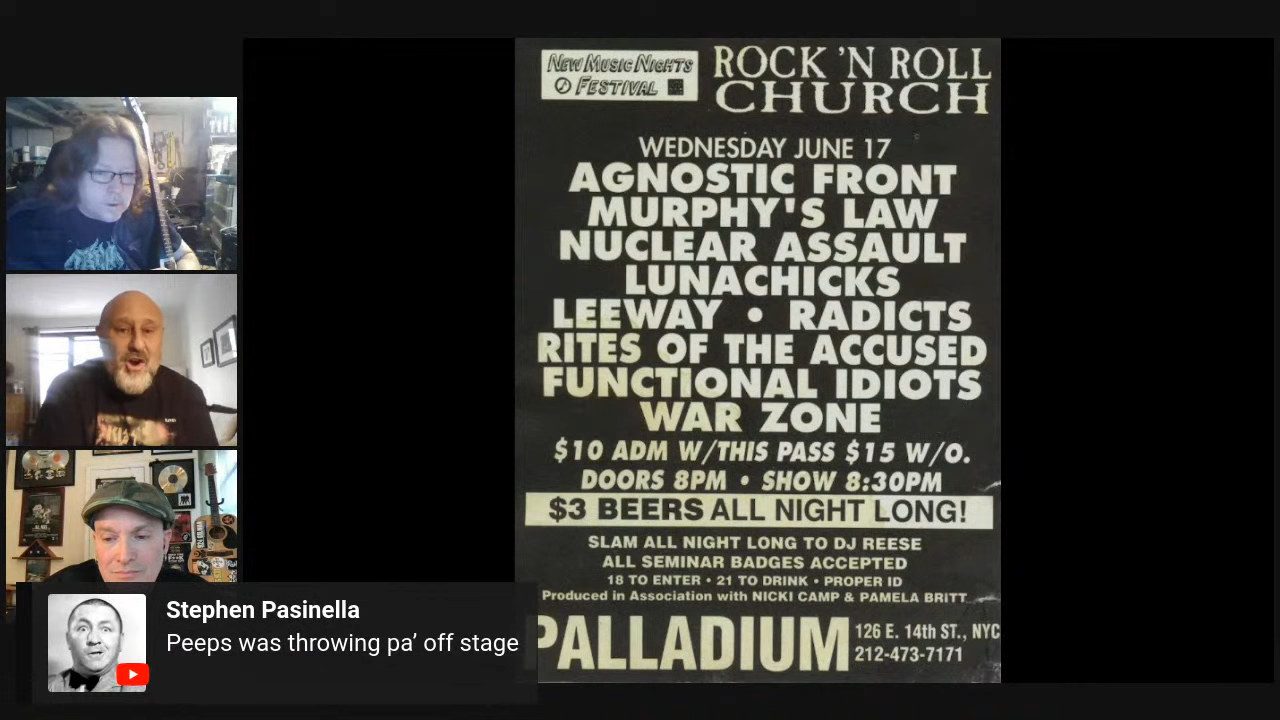 NEW MUSIC NIGHTS
FESTIVAL
ROCK 'N ROLL
CHURCH
WEDNESDAY JUNE 17
AGNOSTIC FRONT
MURPHY'S LAW
NUCLEAR ASSAULT
LUNACHICKS
LEEWAY • RADICTS
RITES OF THE ACCUSED
FUNCTIONAL IDIOTS
WAR ZONE
$10 ADM W/THIS PASS $15 W/O.
DOORS 8PM • SHOW 8:30PM
$3 BEERS ALL NIGHT LONG!
SLAM ALL NIGHT LONG TO DJ REESE
ALL SEMINAR BADGES ACCEPTED
18 TO ENTER • 21 TO DRINK • PROPER ID
Produced in Association with NICKI CAMP & PAMELA BRITT
PALLADIUM
126 E. 14th ST., NYC
212-473-7171
Stephen Pasinella
Peeps was throwing pa’ off stage